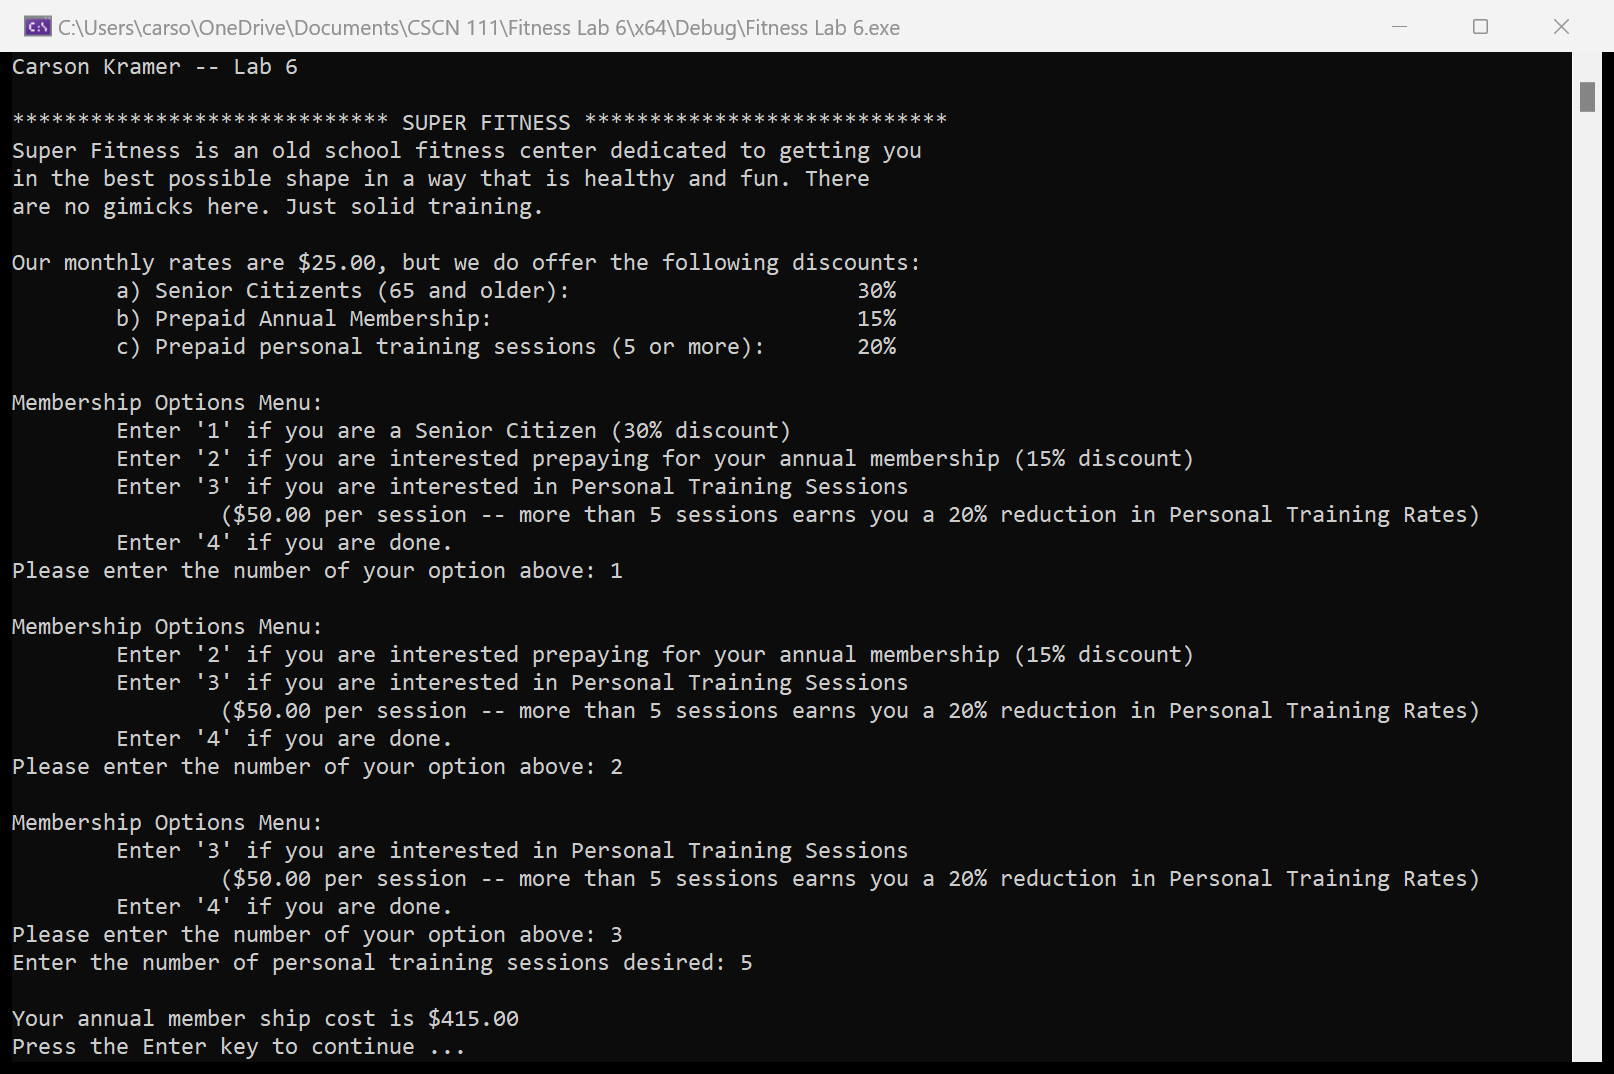 C:\Users\carso\OneDrive\Documents\CSCN 111\Fitness Lab 6\x64\Debug\Fitness Lab 6.exe
Carson Kramer -- Lab 6
***************************** SUPER FITNESS ****************************
Super Fitness is an old school fitness center dedicated to getting you
in the best possible shape in a way that is healthy and fun. There
are no gimicks here. Just solid training.
Our monthly rates are $25.00, but we do offer the following discounts:
a) Senior Citizents (65 and older): 30%
b) Prepaid Annual Membership: 15%
c) Prepaid personal training sessions (5 or more): 20%
Membership Options Menu:
Enter '1' if you are a Senior Citizen (30% discount)
Enter '2' if you are interested prepaying for your annual membership (15% discount)
Enter '3' if you are interested in Personal Training Sessions
($50.00 per session -- more than 5 sessions earns you a 20% reduction in Personal Training Rates)
Enter '4' if you are done.
Please enter the number of your option above: 1
Membership Options Menu:
Enter '2' if you are interested prepaying for your annual membership (15% discount)
Enter '3' if you are interested in Personal Training Sessions
($50.00 per session -- more than 5 sessions earns you a 20% reduction in Personal Training Rates)
Enter '4' if you are done.
Please enter the number of your option above: 2
Membership Options Menu:
Enter '3' if you are interested in Personal Training Sessions
($50.00 per session -- more than 5 sessions earns you a 20% reduction in Personal Training Rates)
Enter '4' if you are done.
Please enter the number of your option above: 3
Enter the number of personal training sessions desired: 5
Your annual member ship cost is $415.00
Press the Enter key to continue ...